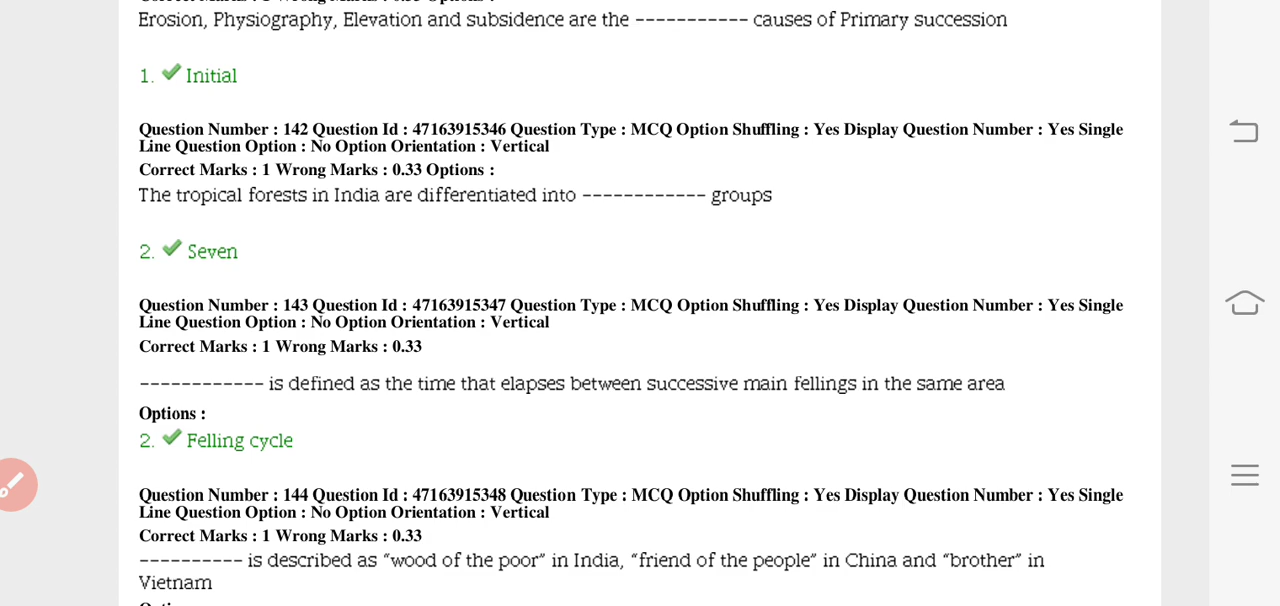 Erosion, Physiography, Elevation and subsidence are the ----------- causes of Primary succession
1. Initial
Question Number : 142 Question Id : 47163915346 Question Type : MCQ Option Shuffling : Yes Display Question Number : Yes Single
Line Question Option : No Option Orientation : Vertical
Correct Marks : 1 Wrong Marks : 0.33 Options :
The tropical forests in India are differentiated into ------------ groups
2. Seven
Question Number : 143 Question Id : 47163915347 Question Type : MCQ Option Shuffling : Yes Display Question Number : Yes Single
Line Question Option : No Option Orientation : Vertical
Correct Marks : 1 Wrong Marks : 0.33
------------ is defined as the time that elapses between successive main fellings in the same area
Options :
2. Felling cycle
Question Number : 144 Question Id : 47163915348 Question Type : MCQ Option Shuffling : Yes Display Question Number : Yes Single
Line Question Option : No Option Orientation : Vertical
Correct Marks : 1 Wrong Marks : 0.33
---------- is described as “wood of the poor” in India, “friend of the people” in China and “brother” in
Vietnam